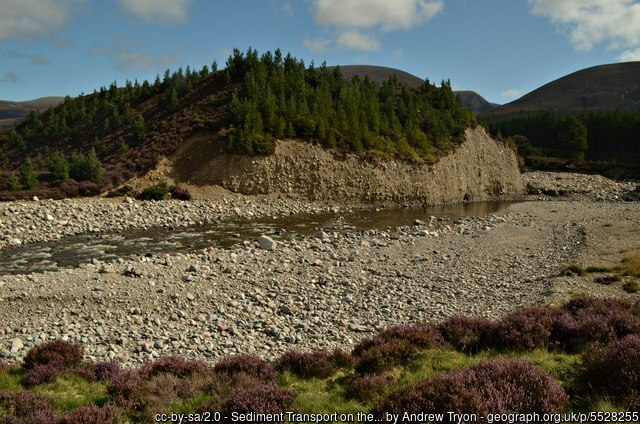 cc-by-sa/2.0 - Sediment Transport on the... by Andrew Tryon - geograph.org.uk/p/5528255